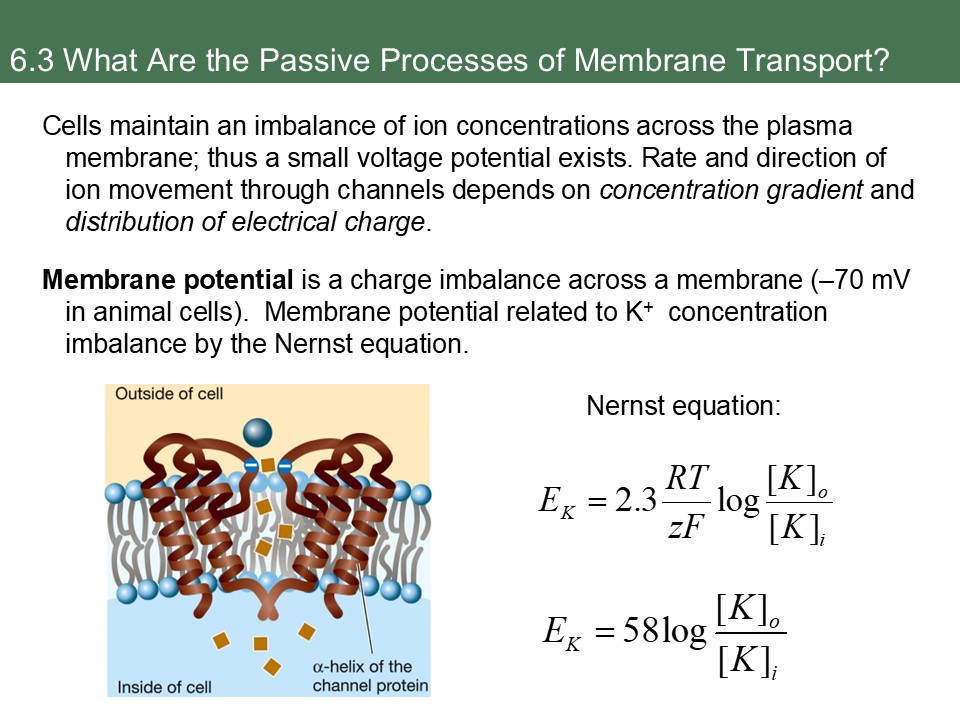 6.3 What Are the Passive Processes of Membrane Transport?
Cells maintain an imbalance of ion concentrations across the plasma
membrane; thus a small voltage potential exists. Rate and direction of
ion movement through channels depends on concentration gradient and
distribution of electrical charge.
Membrane potential is a charge imbalance across a membrane (–70 mV
in animal cells). Membrane potential related to K⁺ concentration
imbalance by the Nernst equation.
Outside of cell
α-helix of the
channel protein
Inside of cell
Nernst equation:
E_K = 2.3 RT/zF log [K]_o/[K]_i
E_K = 58 log [K]_o/[K]_i